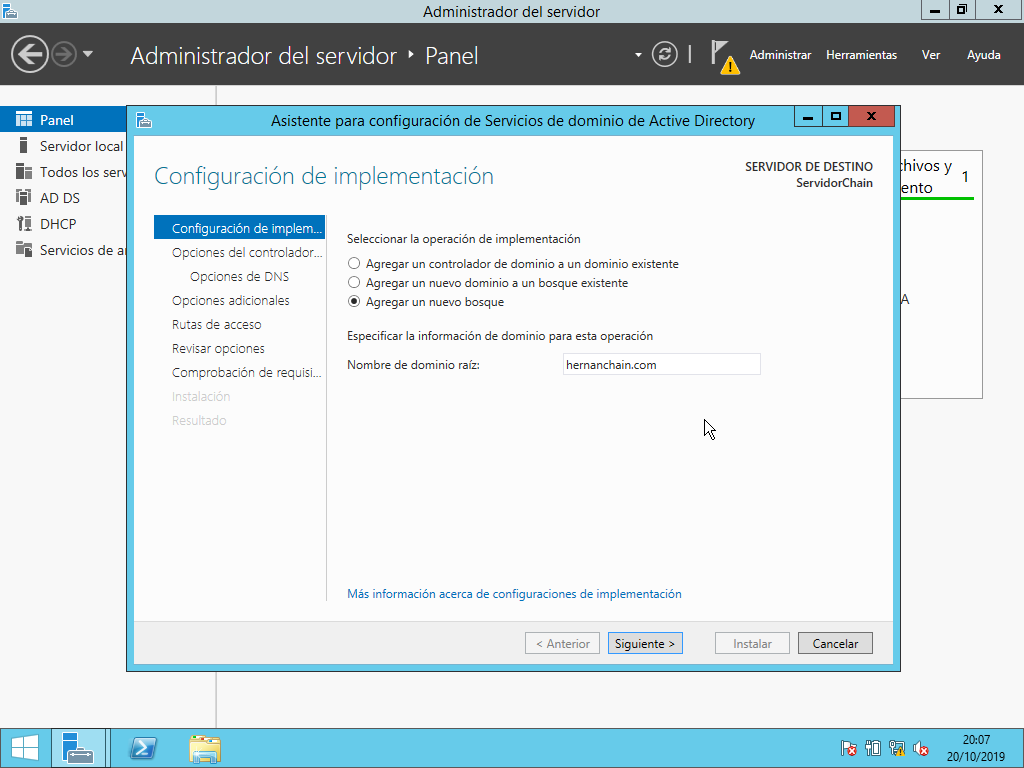 Administrador del servidor
Administrador del servidor ‣ Panel
Administrar Herramientas Ver Ayuda
Panel
Servidor local
Todos los serv
AD DS
DHCP
Servicios de a
Asistente para configuración de Servicios de dominio de Active Directory
Configuración de implementación
SERVIDOR DE DESTINO
ServidorChain
Configuración de implem...
Opciones del controlador...
Opciones de DNS
Opciones adicionales
Rutas de acceso
Revisar opciones
Comprobación de requisi...
Instalación
Resultado
Seleccionar la operación de implementación
Agregar un controlador de dominio a un dominio existente
Agregar un nuevo dominio a un bosque existente
Agregar un nuevo bosque
Especificar la información de dominio para esta operación
Nombre de dominio raíz: hernanchain.com
Más información acerca de configuraciones de implementación
< Anterior Siguiente > Instalar Cancelar
chivos y
ento
1
A
20:07
20/10/2019